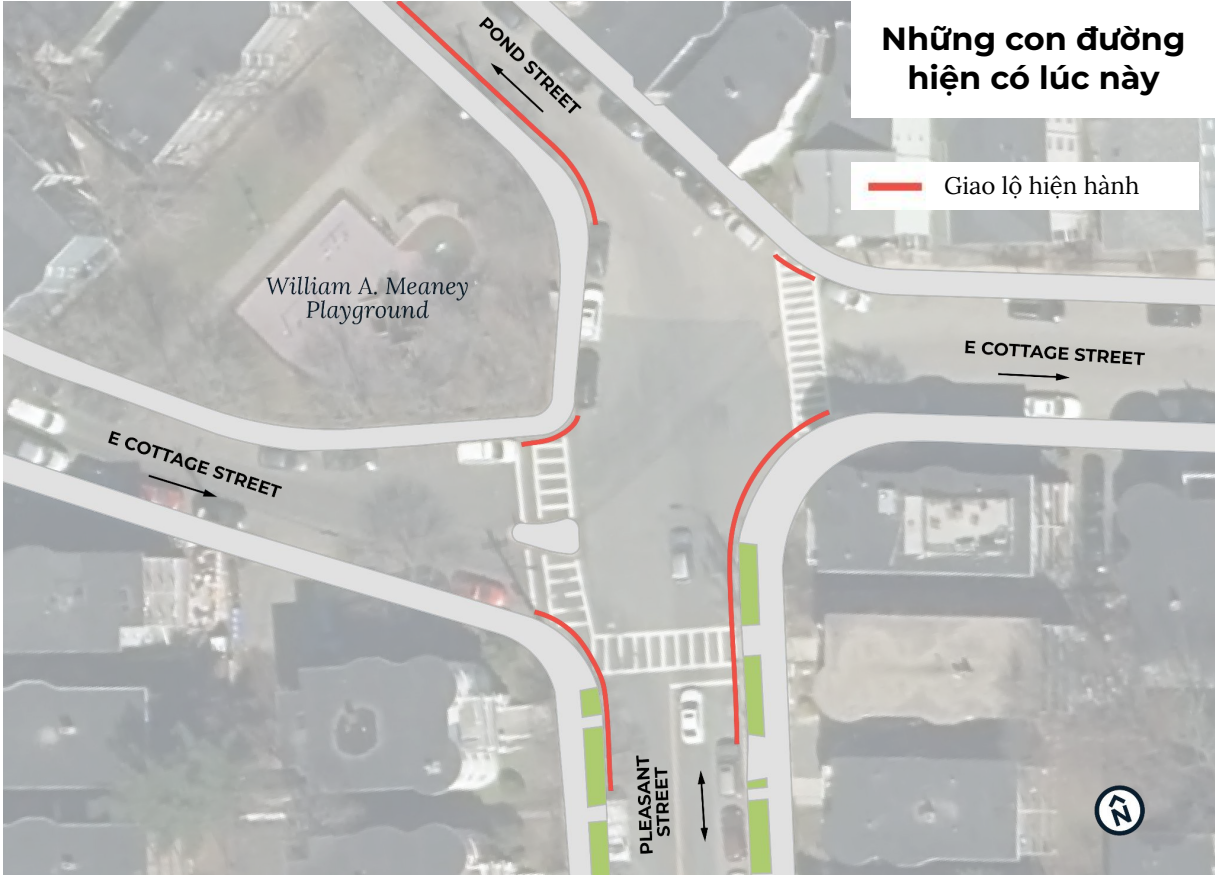 Những con đường
hiện có lúc này
POND STREET
Giao lộ hiện hành
William A. Meaney
Playground
E COTTAGE STREET
E COTTAGE STREET
PLEASANT
STREET
N